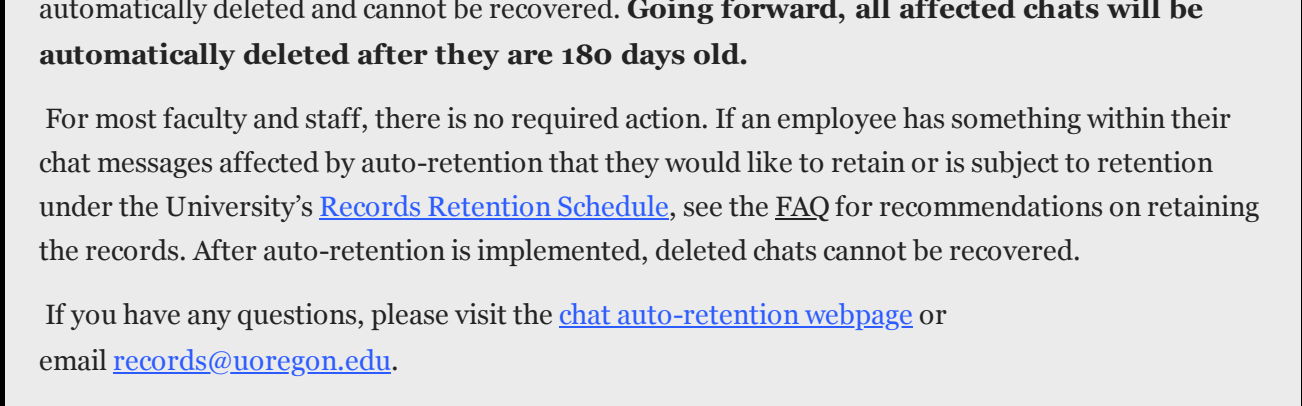 automatically deleted and cannot be recovered. Going forward, all affected chats will be
automatically deleted after they are 180 days old.
For most faculty and staff, there is no required action. If an employee has something within their
chat messages affected by auto-retention that they would like to retain or is subject to retention
under the University’s Records Retention Schedule, see the FAQ for recommendations on retaining
the records. After auto-retention is implemented, deleted chats cannot be recovered.
If you have any questions, please visit the chat auto-retention webpage or
email records@uoregon.edu.